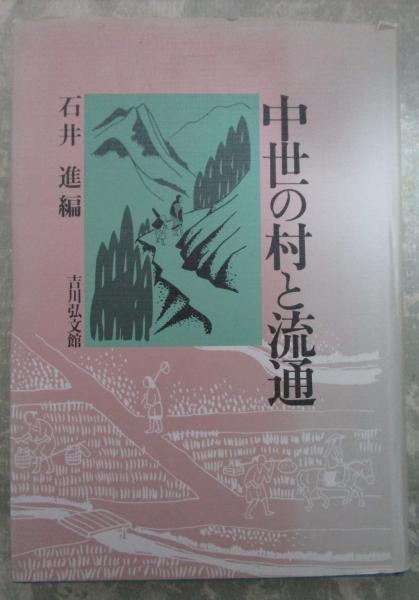 中世の村と流通
石井 進編
吉川弘文館